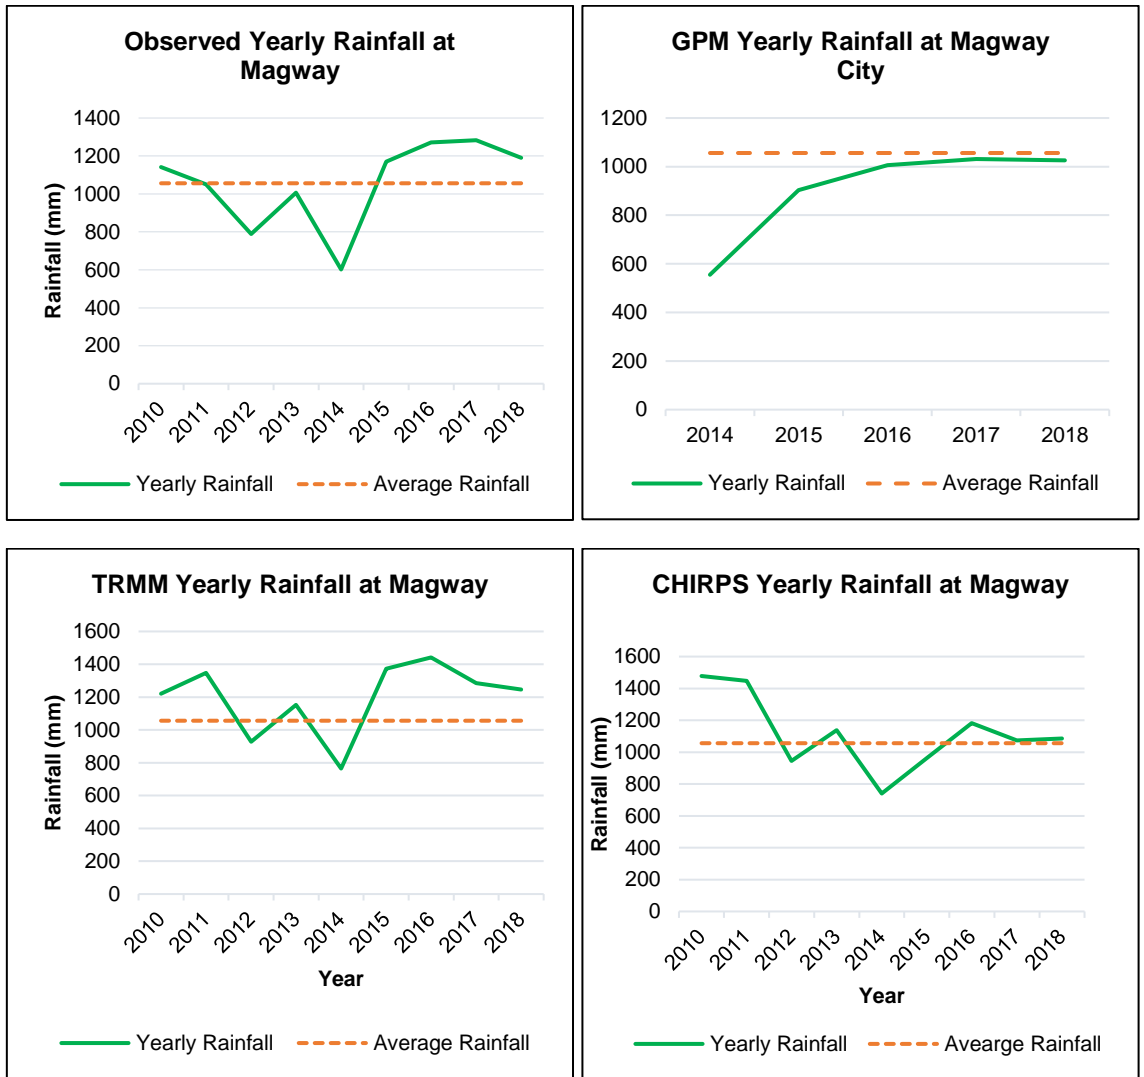 Observed Yearly Rainfall at
Magway
Rainfall (mm)
1400
1200
1000
800
600
400
200
0
2010 2011 2012 2013 2014 2015 2016 2017 2018
Yearly Rainfall Average Rainfall
GPM Yearly Rainfall at Magway
City
1200
1000
800
600
400
200
0
2014 2015 2016 2017 2018
Yearly Rainfall Average Rainfall
TRMM Yearly Rainfall at Magway
Rainfall (mm)
1600
1400
1200
1000
800
600
400
200
0
2010 2011 2012 2013 2014 2015 2016 2017 2018
Year
Yearly Rainfall Average Rainfall
CHIRPS Yearly Rainfall at Magway
Rainfall (mm)
1600
1400
1200
1000
800
600
400
200
0
2010 2011 2012 2013 2014 2015 2016 2017 2018
Year
Yearly Rainfall Avearge Rainfall